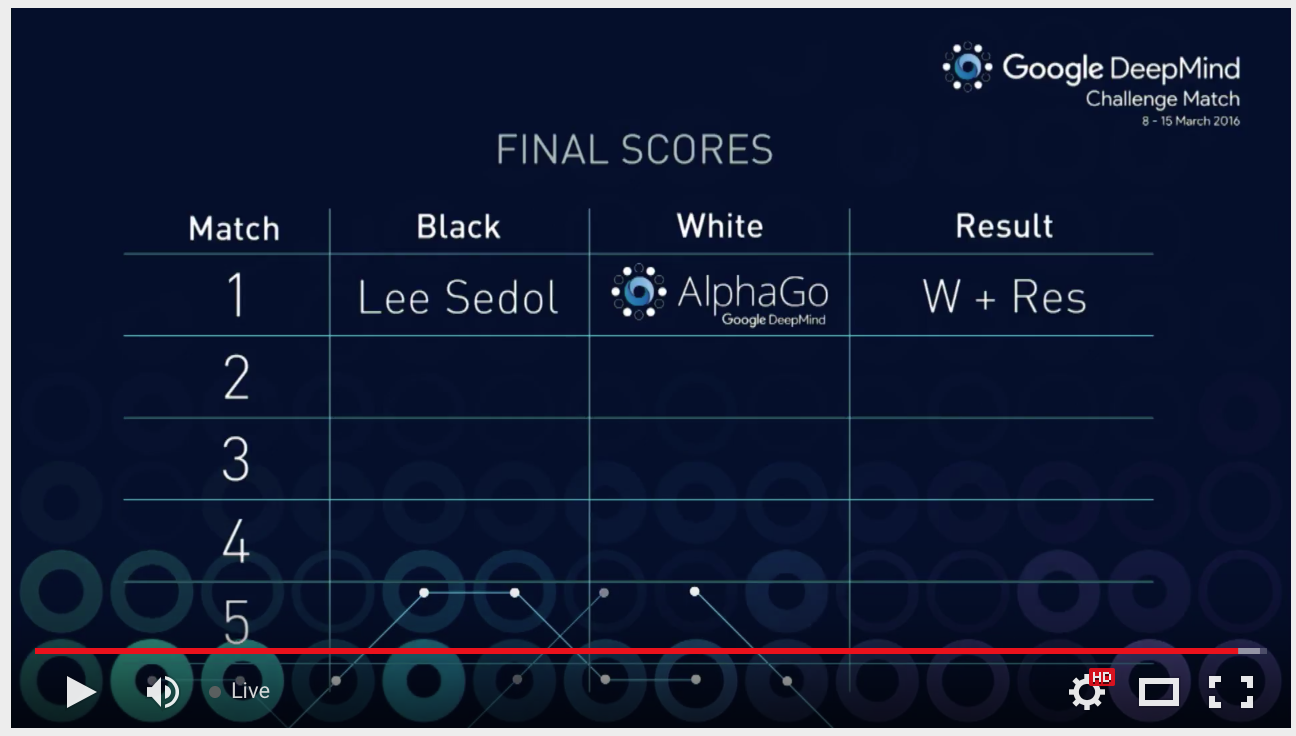 Google DeepMind
Challenge Match
8 - 15 March 2016
FINAL SCORES
Match Black White Result
1 Lee Sedol AlphaGo W + Res
Google DeepMind
2
3
4
5
Live HD